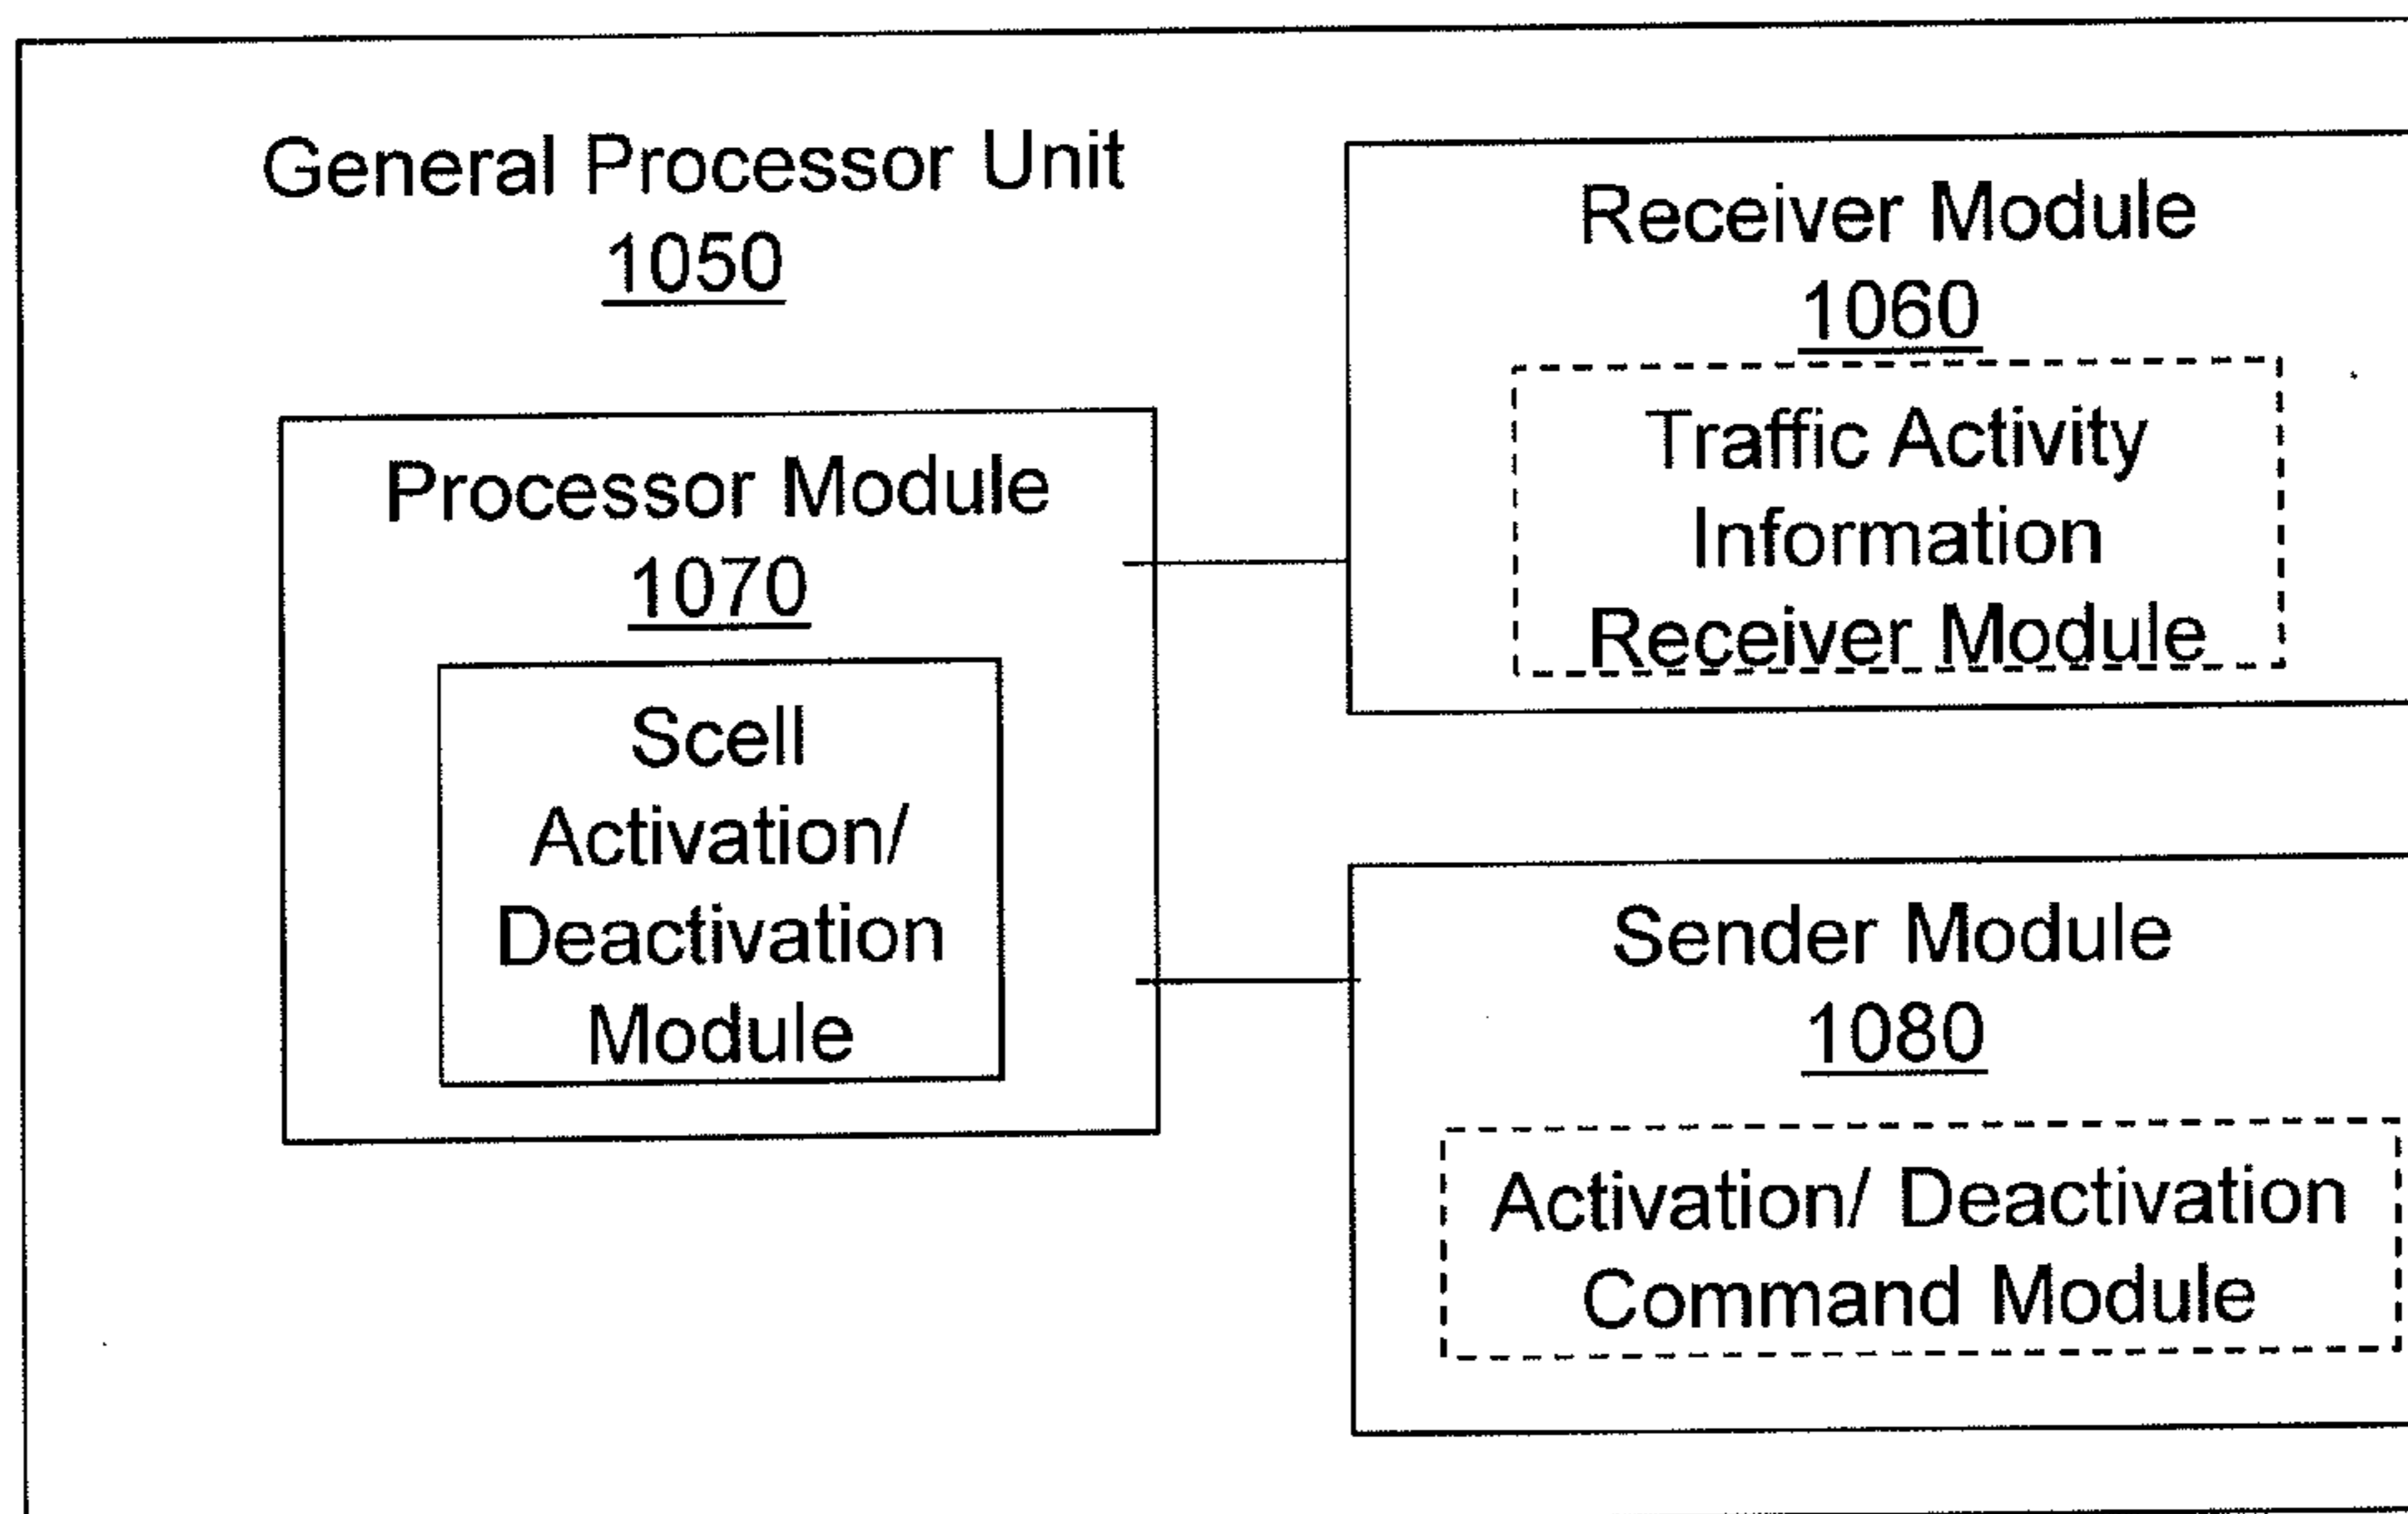 General Processor Unit
1050
Processor Module
1070
Scell
Activation/
Deactivation
Module
Receiver Module
1060
Traffic Activity
Information
Receiver Module
Sender Module
1080
Activation/ Deactivation
Command Module